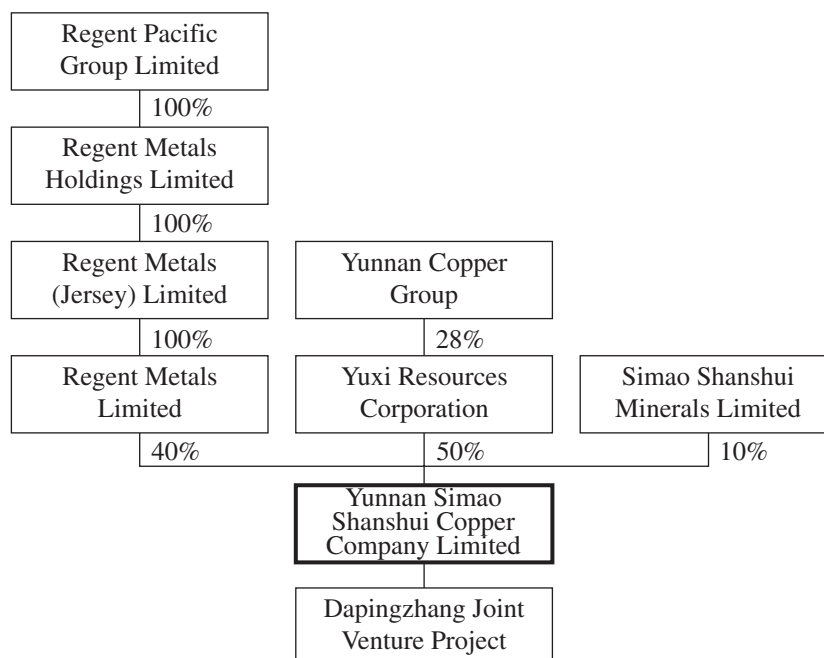 Regent Pacific
Group Limited
100%
Regent Metals
Holdings Limited
100%
Regent Metals
(Jersey) Limited
Yunnan Copper
Group
100%
28%
Regent Metals
Limited
Yuxi Resources
Corporation
Simao Shanshui
Minerals Limited
40%
50%
10%
Yunnan Simao
Shanshui Copper
Company Limited
Dapingzhang Joint
Venture Project